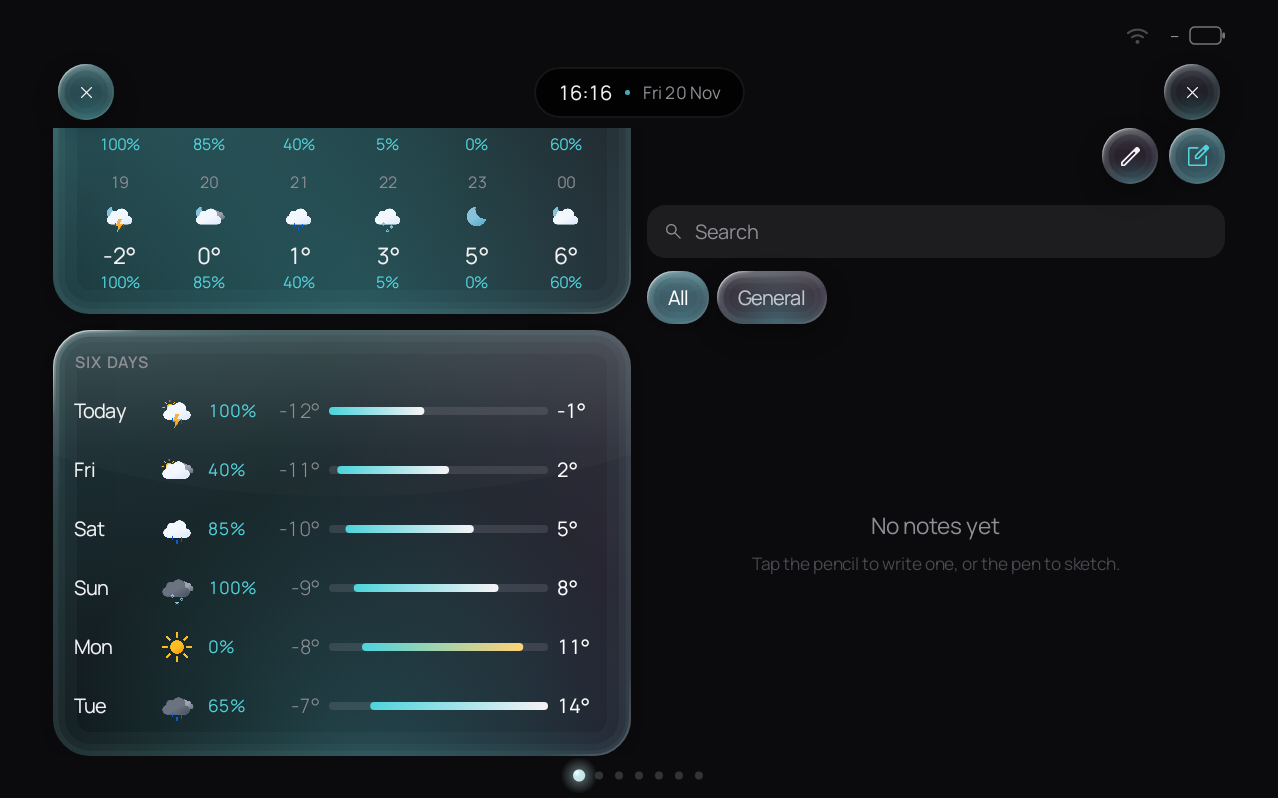 –
16:16 • Fri 20 Nov
100% 85% 40% 5% 0% 60%
19 20 21 22 23 00
-2° 0° 1° 3° 5° 6°
100% 85% 40% 5% 0% 60%
SIX DAYS
Today 100% -12° -1°
Fri 40% -11° 2°
Sat 85% -10° 5°
Sun 100% -9° 8°
Mon 0% -8° 11°
Tue 65% -7° 14°
Search
All General
No notes yet
Tap the pencil to write one, or the pen to sketch.